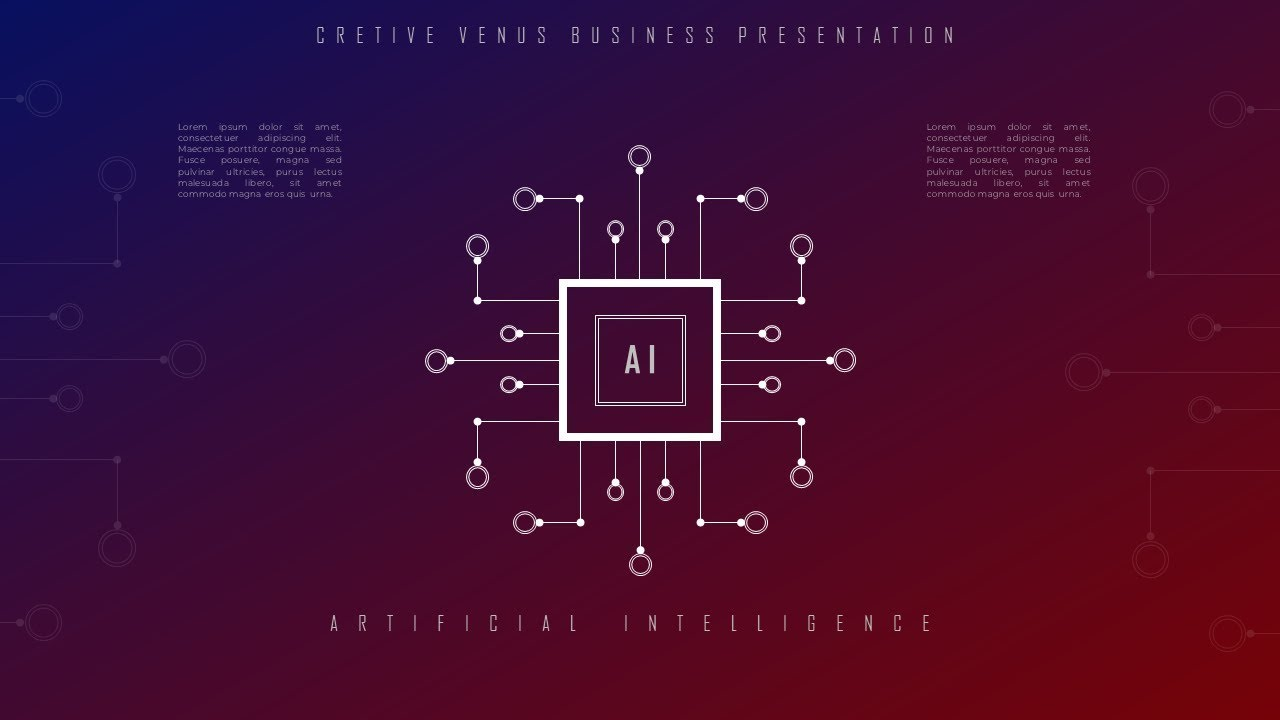 CRETIVE VENUS BUSINESS PRESENTATION
Lorem ipsum dolor sit amet,
consectetuer adipiscing elit.
Maecenas porttitor congue massa.
Fusce posuere, magna sed
pulvinar ultricies, purus lectus
malesuada libero, sit amet
commodo magna eros quis urna.
Lorem ipsum dolor sit amet,
consectetuer adipiscing elit.
Maecenas porttitor congue massa.
Fusce posuere, magna sed
pulvinar ultricies, purus lectus
malesuada libero, sit amet
commodo magna eros quis urna.
AI
ARTIFICIAL INTELLIGENCE